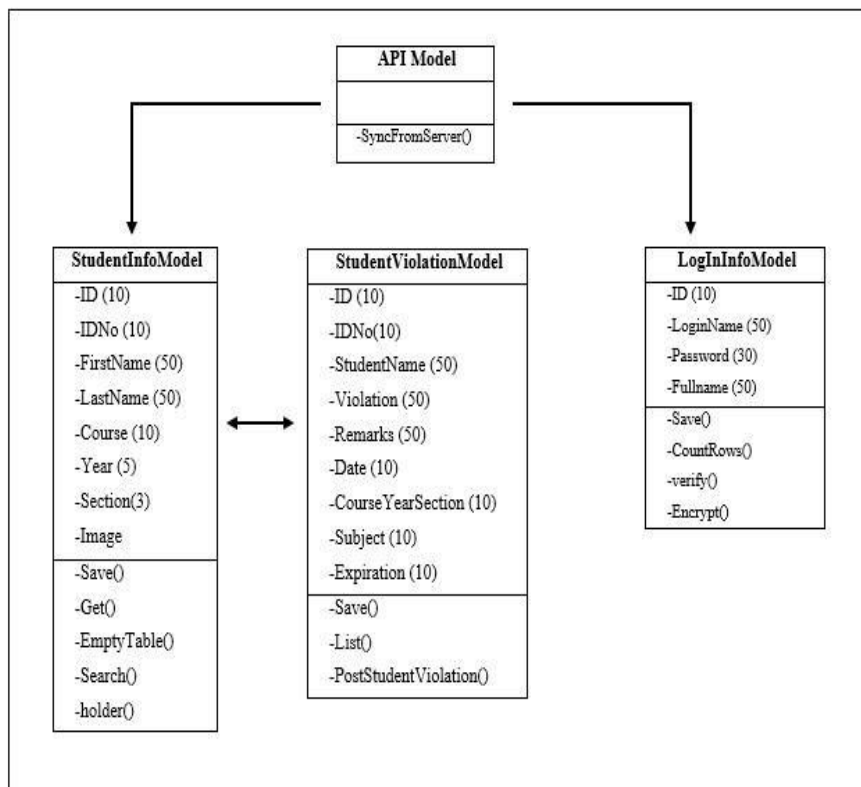 API Model
-SyncFromServer()
StudentInfoModel
-ID (10)
-IDNo (10)
-FirstName (50)
-LastName (50)
-Course (10)
-Year (5)
-Section(3)
-Image
-Save()
-Get()
-EmptyTable()
-Search()
-holder()
StudentViolationModel
-ID (10)
-IDNo(10)
-StudentName (50)
-Violation (50)
-Remarks (50)
-Date (10)
-CourseYearSection (10)
-Subject (10)
-Expiration (10)
-Save()
-List()
-PostStudentViolation()
LogInInfoModel
-ID (10)
-LoginName (50)
-Password (30)
-Fullname (50)
-Save()
-CountRows()
-verify()
-Encrypt()